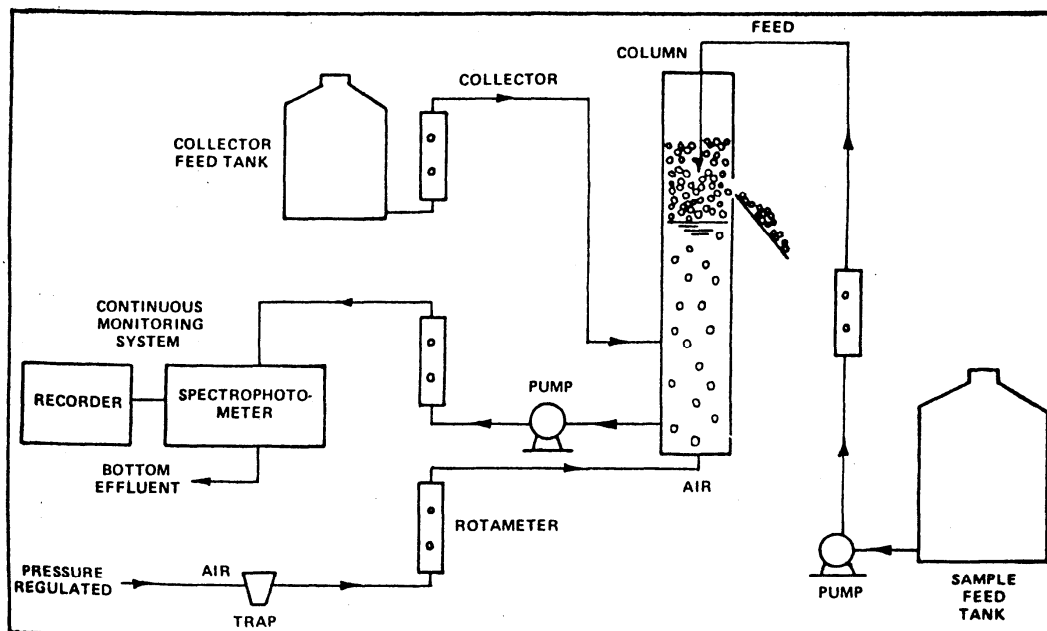 FEED
COLUMN
COLLECTOR
COLLECTOR
FEED TANK
CONTINUOUS
MONITORING
SYSTEM
RECORDER
SPECTROPHOTO-
METER
PUMP
BOTTOM
EFFLUENT
AIR
ROTAMETER
PRESSURE
REGULATED
AIR
TRAP
PUMP
SAMPLE
FEED
TANK